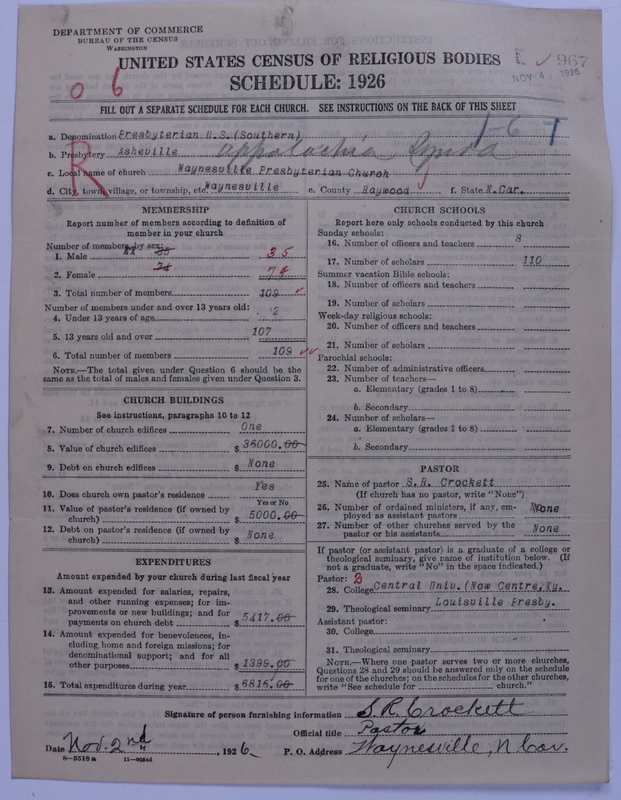 DEPARTMENT OF COMMERCE
BUREAU OF THE CENSUS
WASHINGTON
UNITED STATES CENSUS OF RELIGIOUS BODIES
SCHEDULE: 1926
E 967
NOV 4 1926
0 6
FILL OUT A SEPARATE SCHEDULE FOR EACH CHURCH. SEE INSTRUCTIONS ON THE BACK OF THIS SHEET
1-6 1
R
a. Denomination Presbyterian U.S.(Southern)
b. Presbytery Asheville Appalachia Synod
c. Local name of church Waynesville Presbyterian Church
d. City, town, village, or township, etc. Waynesville e. County Haywood f. State N.Car.
MEMBERSHIP
Report number of members according to definition of
member in your church
Number of members by sex:
1. Male 35
2. Female 74
3. Total number of members 109
Number of members under and over 13 years old:
4. Under 13 years of age 2
5. 13 years old and over 107
6. Total number of members 109
NOTE.—The total given under Question 6 should be the
same as the total of males and females given under Question 3.
CHURCH BUILDINGS
See instructions, paragraphs 10 to 12
7. Number of church edifices One
8. Value of church edifices $ 36000.00
9. Debt on church edifices $ None
10. Does church own pastor's residence Yes
Yes or No
11. Value of pastor's residence (if owned by
church) $ 5000.00
12. Debt on pastor's residence (if owned by
church) $ None
EXPENDITURES
Amount expended by your church during last fiscal year
13. Amount expended for salaries, repairs,
and other running expenses; for im-
provements or new buildings; and for
payments on church debt $ 5417.00
14. Amount expended for benevolences, in-
cluding home and foreign missions; for
denominational support; and for all
other purposes $ 1399.00
15. Total expenditures during year $ 6816.00
CHURCH SCHOOLS
Report here only schools conducted by this church
Sunday schools:
16. Number of officers and teachers 8
17. Number of scholars 110
Summer vacation Bible schools:
18. Number of officers and teachers
19. Number of scholars
Week-day religious schools:
20. Number of officers and teachers
21. Number of scholars
Parochial schools:
22. Number of administrative officers
23. Number of teachers—
a. Elementary (grades 1 to 8)
b. Secondary
24. Number of scholars—
a. Elementary (grades 1 to 8)
b. Secondary
PASTOR
25. Name of pastor S.R. Crockett
(If church has no pastor, write "None")
26. Number of ordained ministers, if any, em-
ployed as assistant pastors None
27. Number of other churches served by the
pastor or his assistants None
If pastor (or assistant pastor) is a graduate of a college or
theological seminary, give name of institution below. (If
not a graduate, write "No" in the space indicated.)
Pastor: 2
28. College Central Univ.(Now Centre,Ky.
29. Theological seminary Louisville Presby.
Assistant pastor:
30. College
31. Theological seminary
NOTE.—Where one pastor serves two or more churches,
Questions 28 and 29 should be answered only on the schedule
for one of the churches; on the schedules for the other churches,
write "See schedule for church."
Signature of person furnishing information S.R. Crockett
Official title Pastor
Date Nov. 2nd, 1926. P. O. Address Waynesville, N. Car.
8-5518 a